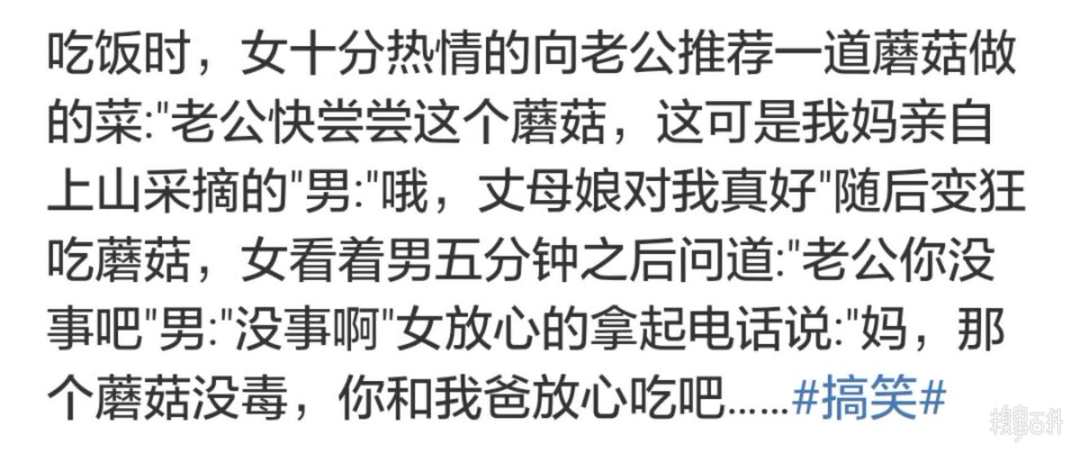 吃饭时，女十分热情的向老公推荐一道蘑菇做
的菜:"老公快尝尝这个蘑菇，这可是我妈亲自
上山采摘的"男:"哦，丈母娘对我真好"随后变狂
吃蘑菇，女看着男五分钟之后问道:"老公你没
事吧"男:"没事啊"女放心的拿起电话说:"妈，那
个蘑菇没毒，你和我爸放心吃吧……#搞笑#